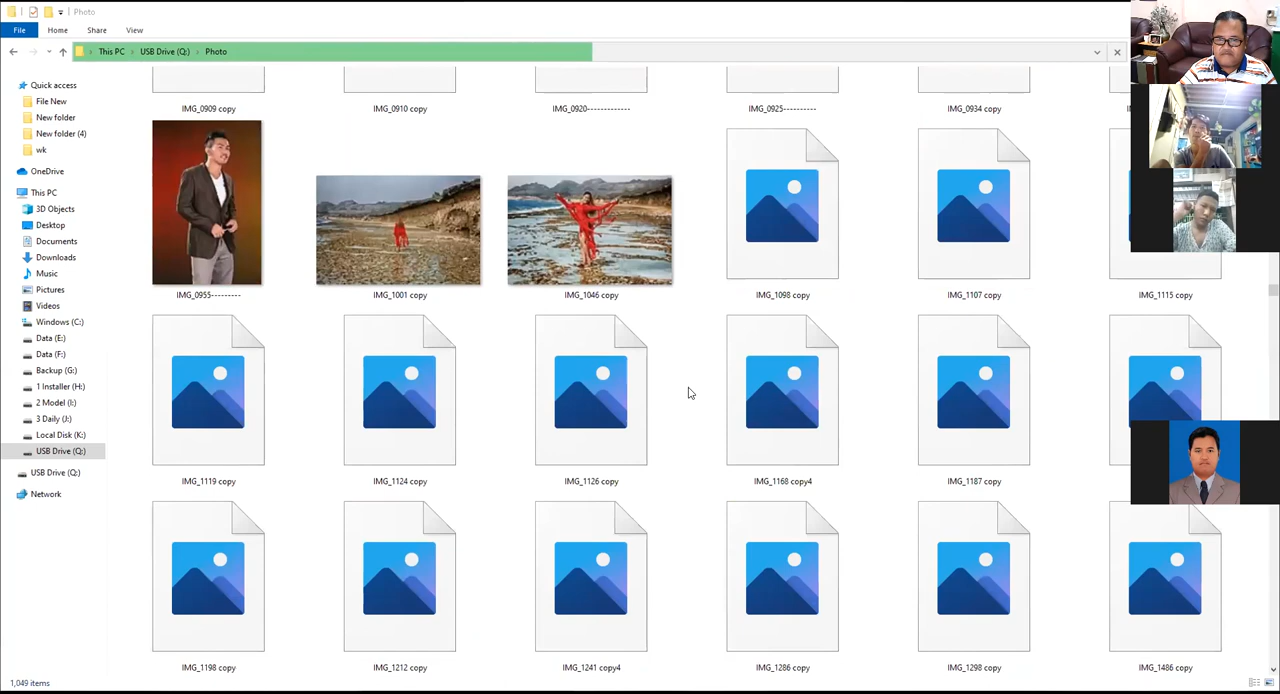 Photo
File Home Share View
This PC USB Drive (Q:) Photo
Quick access
File New
New folder
New folder (4)
wk
OneDrive
This PC
3D Objects
Desktop
Documents
Downloads
Music
Pictures
Videos
Windows (C:)
Data (E:)
Data (F:)
Backup (G:)
1 Installer (H:)
2 Model (I:)
3 Daily (J:)
Local Disk (K:)
USB Drive (Q:)
USB Drive (Q:)
Network
IMG_0909 copy IMG_0910 copy IMG_0920------------- IMG_0925---------- IMG_0934 copy
IMG_0955--------- IMG_1001 copy IMG_1046 copy IMG_1098 copy IMG_1107 copy IMG_1115 copy
IMG_1119 copy IMG_1124 copy IMG_1126 copy IMG_1168 copy4 IMG_1187 copy
IMG_1198 copy IMG_1212 copy IMG_1241 copy4 IMG_1286 copy IMG_1298 copy IMG_1486 copy
1,049 items